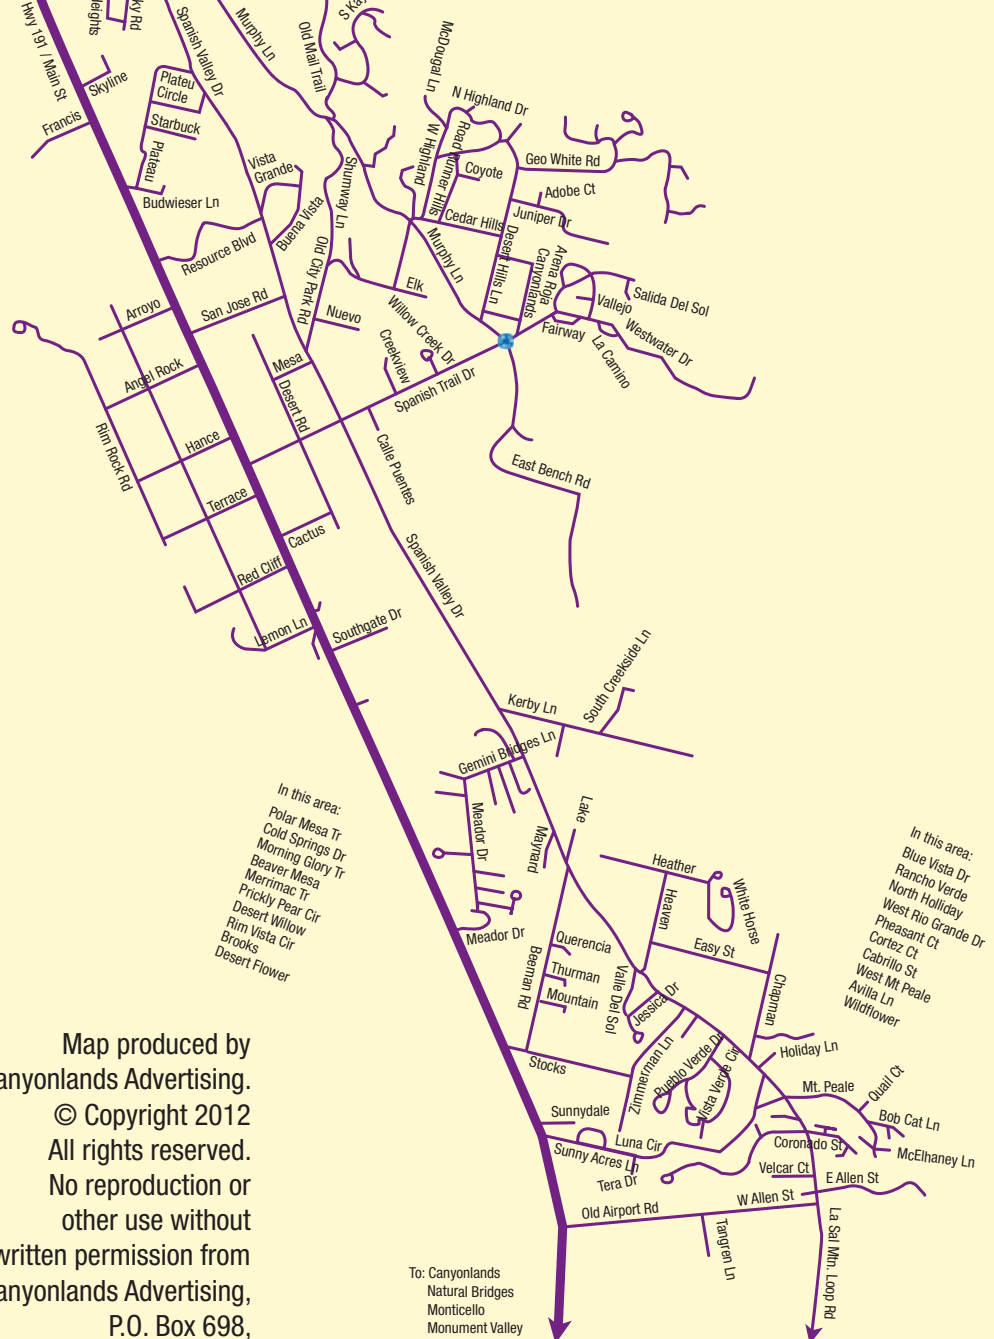 Hwy 191 / Main St
eights
ky Rd
Spanish Valley Dr
Murphy Ln
Old Mail Trail
S Kay
McDougal Ln
N Highland Dr
Skyline
Plateu
Circle
Francis
Starbuck
Plateau
Budwieser Ln
Vista
Grande
Shumway Ln
W Highland
Road Runner Hills
Coyote
Geo White Rd
Adobe Ct
Juniper Dr
Cedar Hills
Buena Vista
Resource Blvd
Old City Park Rd
Murphy Ln
Desert Hills Ln
Canyonlands
Arena Roja
Elk
Vallejo
Salida Del Sol
Arroyo
San Jose Rd
Nuevo
Willow Creek Dr
Creekview
Fairway
La Camino
Westwater Dr
Angel Rock
Mesa
Desert Rd
Spanish Trail Dr
Rim Rock Rd
Hance
Calle Puentes
East Bench Rd
Terrace
Cactus
Red Cliff
Spanish Valley Dr
Lemon Ln
Southgate Dr
Kerby Ln
South Creekside Ln
Gemini Bridges Ln
Meador Dr
Maynard
Lake
Heather
Heaven
White Horse
Meador Dr
Querencia
Easy St
Beeman Rd
Thurman
Mountain
Valle Del Sol
Jessica Dr
Chapman
Stocks
Zimmerman Ln
Pueblo Verde Dr
Vista Verde Cir
Holiday Ln
Mt. Peale
Quail Ct
Bob Cat Ln
Sunnydale
Luna Cir
Coronado St
McElhaney Ln
Sunny Acres Ln
Tera Dr
Velcar Ct
E Allen St
W Allen St
Old Airport Rd
Tangren Ln
La Sal Mtn. Loop Rd
In this area:
Polar Mesa Tr
Cold Springs Dr
Morning Glory Tr
Beaver Mesa
Merrimac Tr
Prickly Pear Cir
Desert Willow
Rim Vista Cir
Brooks
Desert Flower
In this area:
Blue Vista Dr
Rancho Verde
North Holliday
West Rio Grande Dr
Pheasant Ct
Cortez Ct
Cabrillo St
West Mt Peale
Avilla Ln
Wildflower
Map produced by
anyonlands Advertising.
© Copyright 2012
All rights reserved.
No reproduction or
other use without
written permission from
anyonlands Advertising,
P.O. Box 698,
To: Canyonlands
Natural Bridges
Monticello
Monument Valley